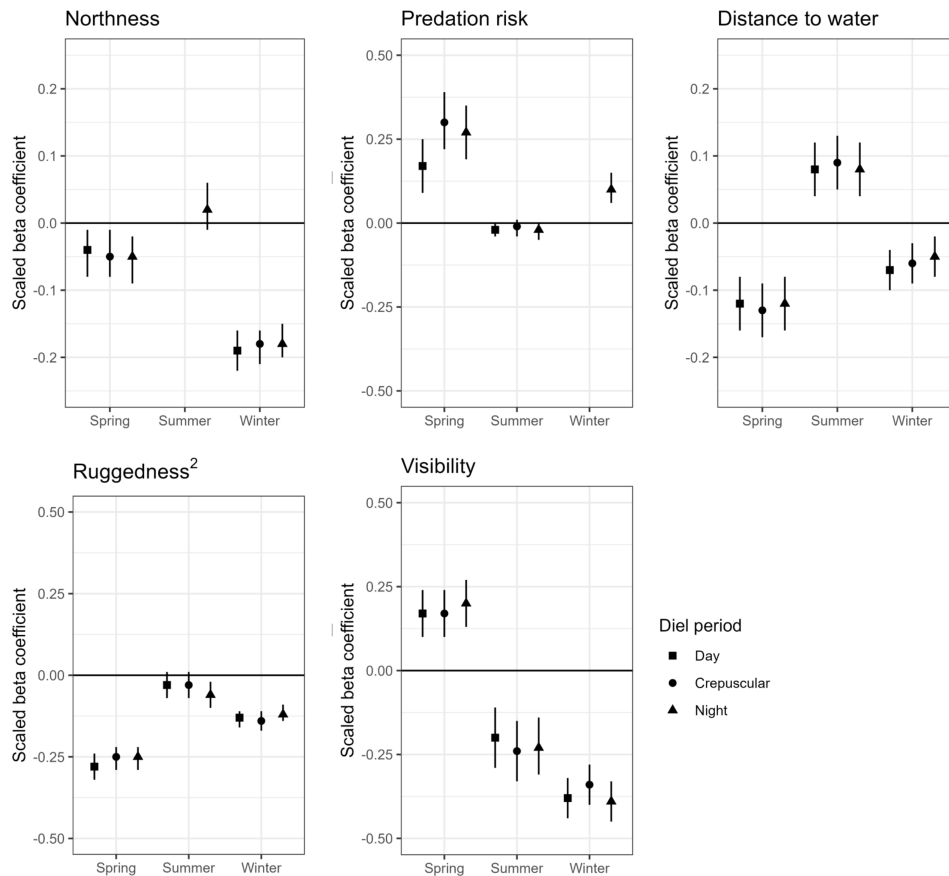 Northness
Scaled beta coefficient
0.2
0.1
0.0
-0.1
-0.2
Spring Summer Winter
Predation risk
Scaled beta coefficient
0.50
0.25
0.00
-0.25
-0.50
Spring Summer Winter
Distance to water
Scaled beta coefficient
0.2
0.1
0.0
-0.1
-0.2
Spring Summer Winter
Ruggedness²
Scaled beta coefficient
0.50
0.25
0.00
-0.25
-0.50
Spring Summer Winter
Visibility
Scaled beta coefficient
0.50
0.25
0.00
-0.25
-0.50
Spring Summer Winter
Diel period
Day
Crepuscular
Night